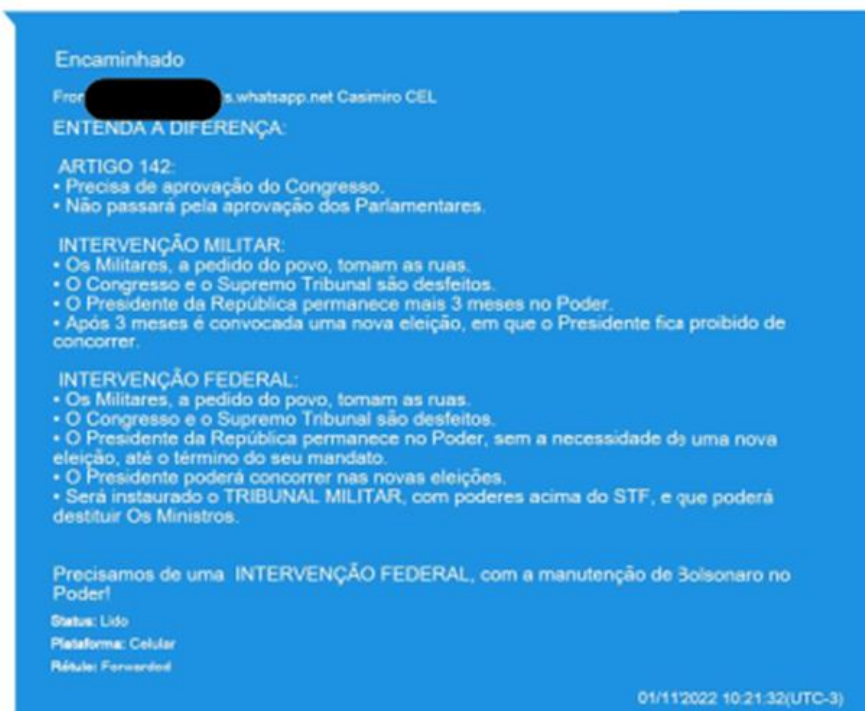 Encaminhado
From s.whatsapp.net Casimiro CEL
ENTENDA A DIFERENÇA:
ARTIGO 142:
• Precisa de aprovação do Congresso.
• Não passará pela aprovação dos Parlamentares.
INTERVENÇÃO MILITAR:
• Os Militares, a pedido do povo, tomam as ruas.
• O Congresso e o Supremo Tribunal são desfeitos.
• O Presidente da República permanece mais 3 meses no Poder.
• Após 3 meses é convocada uma nova eleição, em que o Presidente fica proibido de
concorrer.
INTERVENÇÃO FEDERAL:
• Os Militares, a pedido do povo, tomam as ruas.
• O Congresso e o Supremo Tribunal são desfeitos.
• O Presidente da República permanece no Poder, sem a necessidade de uma nova
eleição, até o término do seu mandato.
• O Presidente poderá concorrer nas novas eleições.
• Será instaurado o TRIBUNAL MILITAR, com poderes acima do STF, e que poderá
destituir Os Ministros.
Precisamos de uma INTERVENÇÃO FEDERAL, com a manutenção de Bolsonaro no
Poder!
Status: Lido
Plataforma: Celular
Rótulo: Forwarded
01/11/2022 10:21:32(UTC-3)